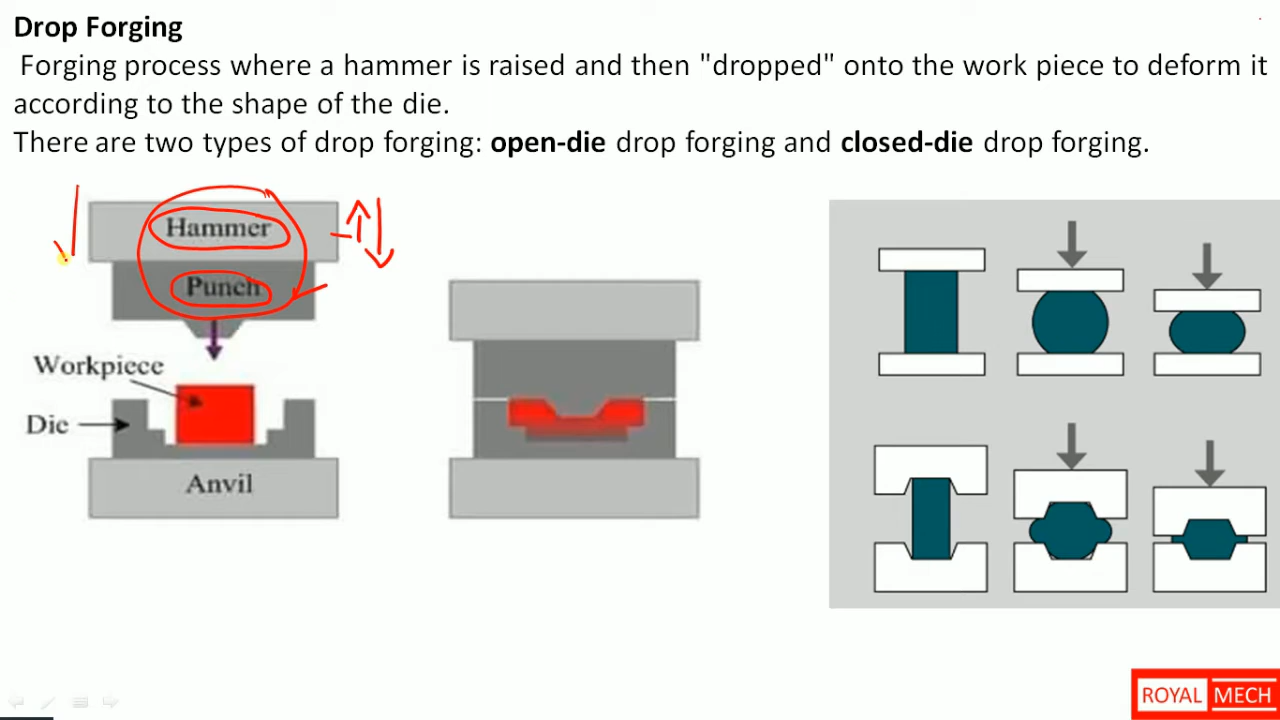 Drop Forging
Forging process where a hammer is raised and then "dropped" onto the work piece to deform it
according to the shape of the die.
There are two types of drop forging: open-die drop forging and closed-die drop forging.
Hammer
Punch
Workpiece
Die
Anvil
ROYAL MECH